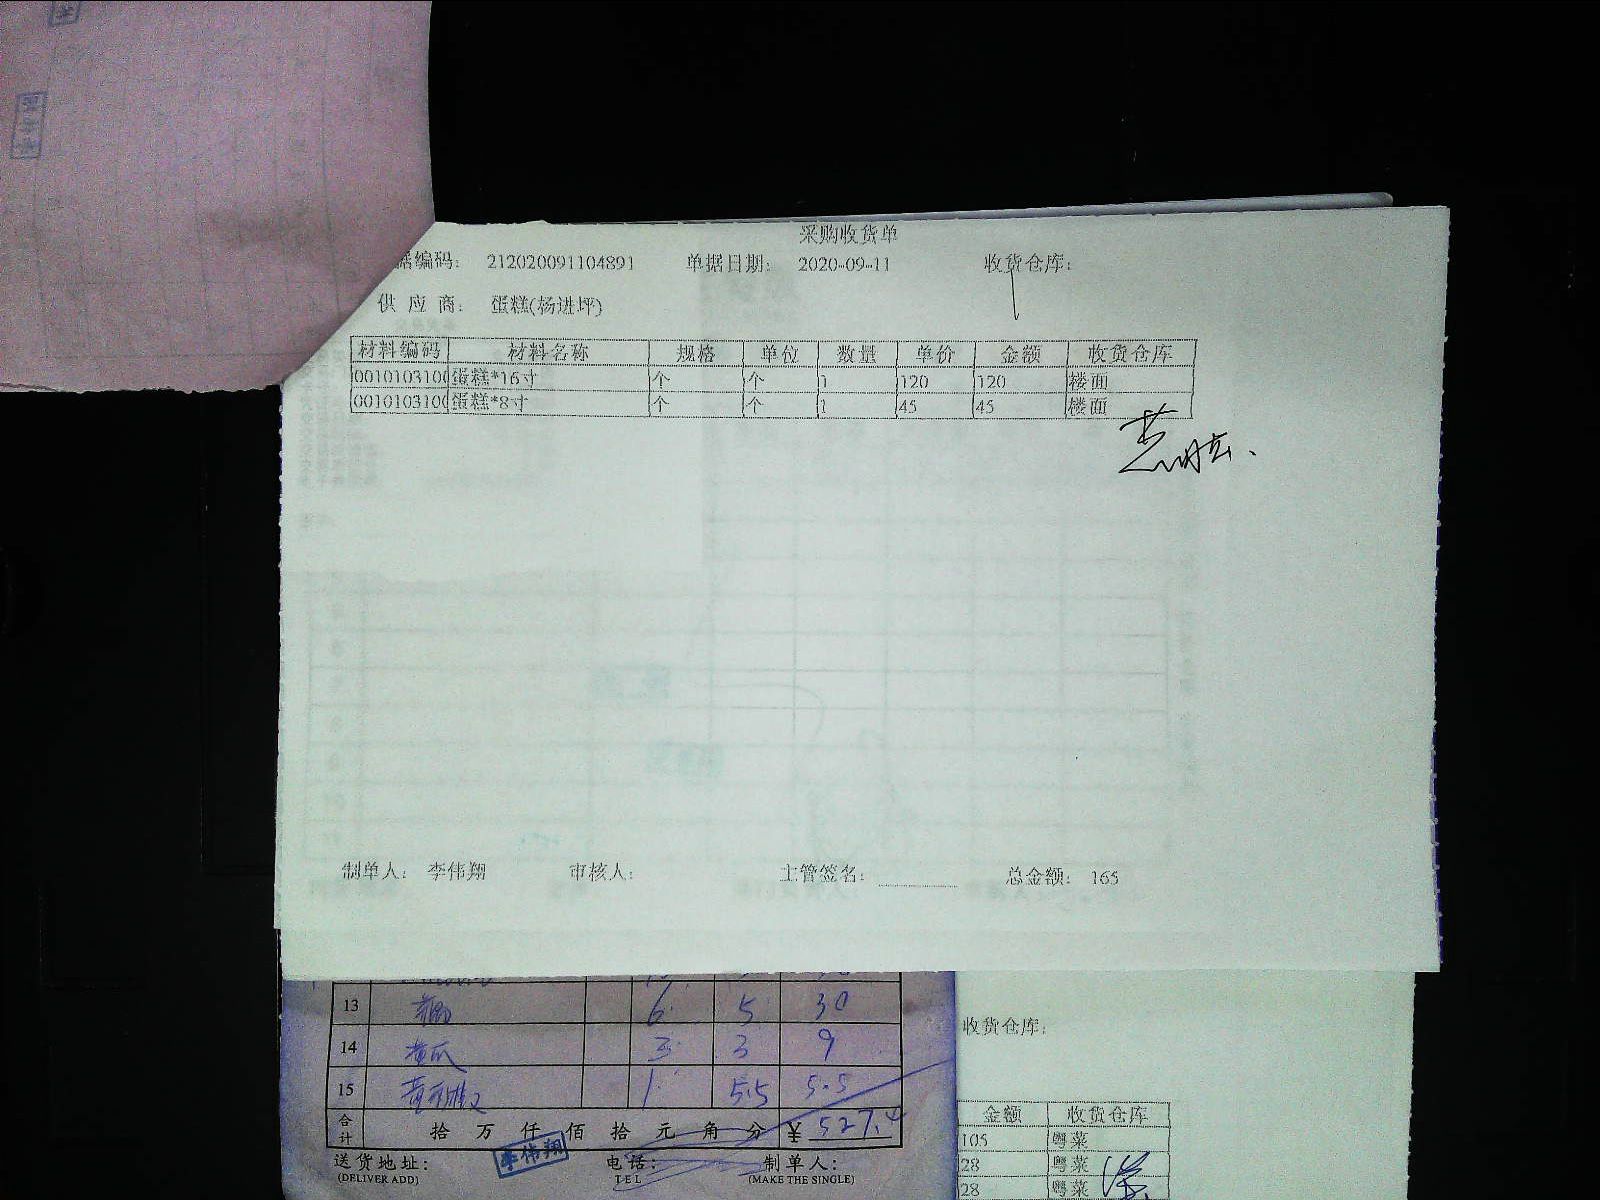 采购收货单
据编码: 212020091104891 单据日期: 2020-09-11 收货仓库:
供应商: 蛋糕(杨进坪)
材料编码 材料名称 规格 单位 数量 单价 金额 收货仓库
0010103100 蛋糕*16寸 个 个 1 120 120 楼面
0010103100 蛋糕*8寸 个 个 1 45 45 楼面
制单人: 李伟翔 审核人: 主管签名: 总金额: 165
13 6 5 30
14 黄瓜 3 3 9
15 1 5.5 5.5
合计 拾 万 仟 佰 拾 元 角 分 ¥ 527.4
李伟翔
送货地址: 电话: 制单人:
(DELIVER ADD) TEL (MAKE THE SINGLE)
收货仓库:
金额 收货仓库
105 粤菜
28 粤菜
28 粤菜